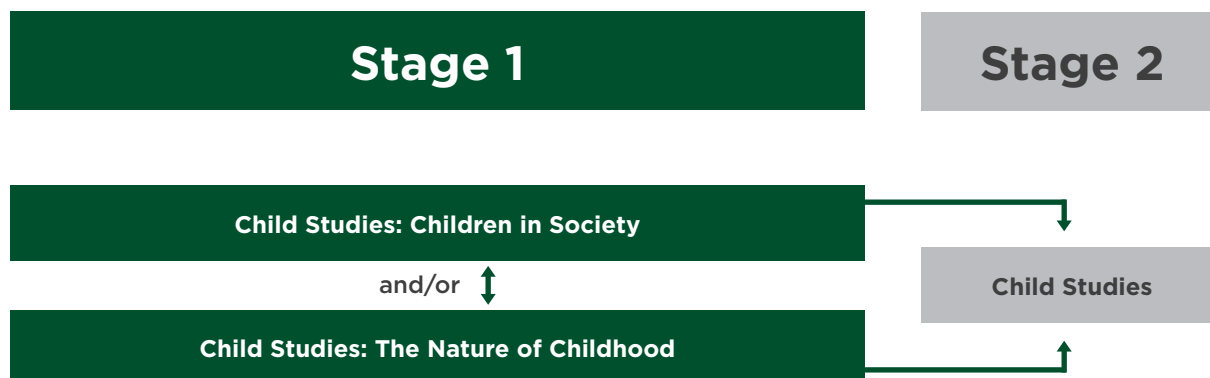 Stage 1
Stage 2
Child Studies: Children in Society
and/or
Child Studies
Child Studies: The Nature of Childhood